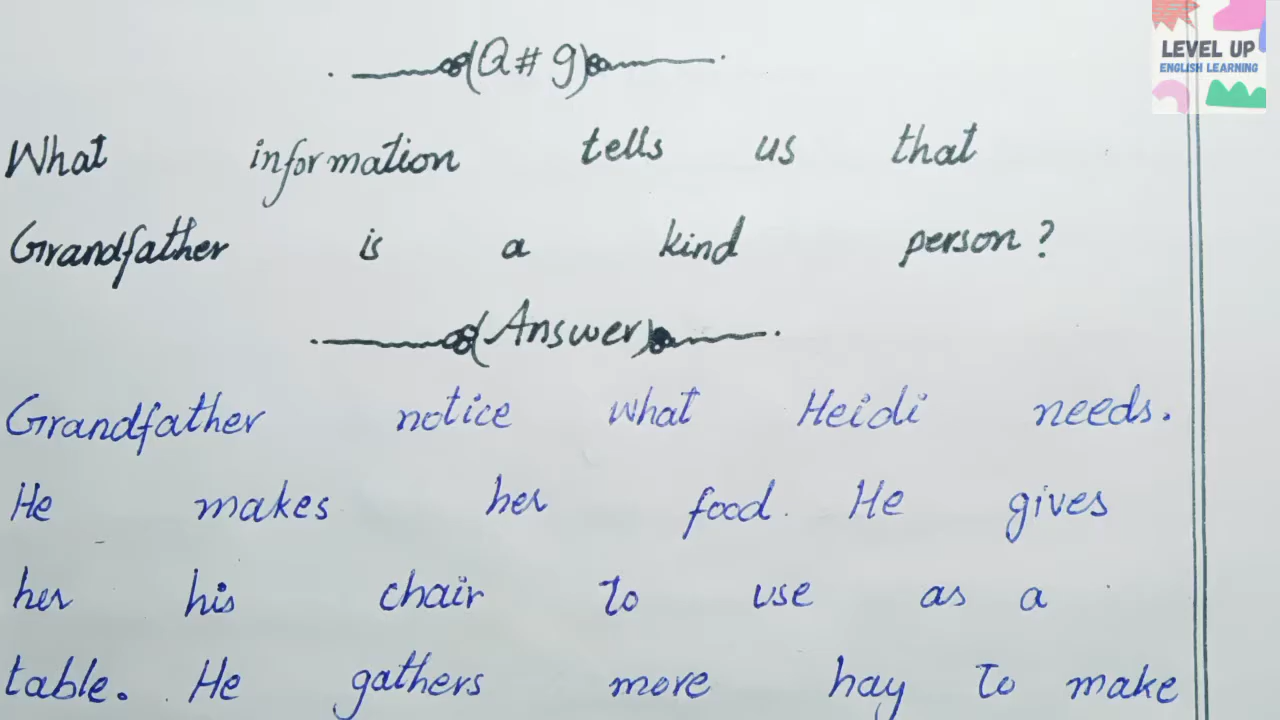 LEVEL UP
ENGLISH LEARNING
(Q # 9)
What information tells us that
Grandfather is a kind person?
(Answer)
Grandfather notice what Heidi needs.
He makes her food. He gives
her his chair to use as a
table. He gathers more hay to make